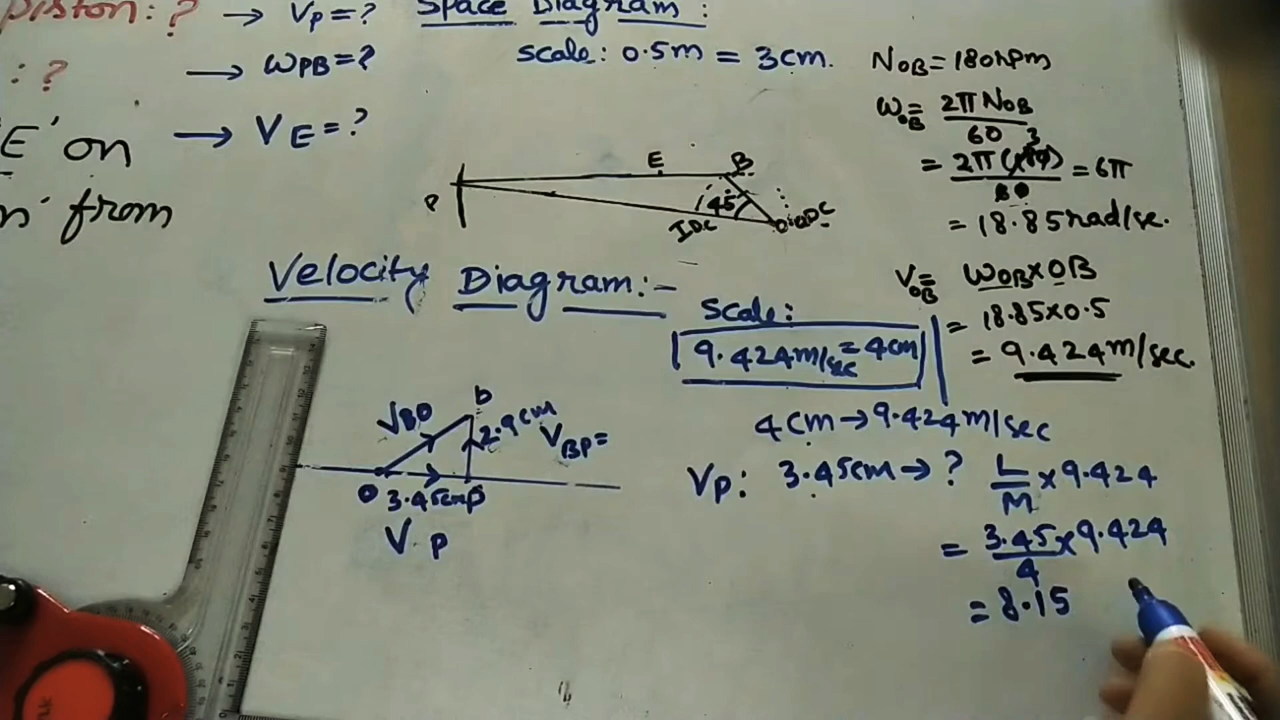 piston: ? → Vp = ?
: ? → ωPB = ?
'E' on → VE = ?
from
Space Diagram:
Scale: 0.5m = 3cm.
P E B 45° IDC O ODC
NOB = 180rpm
ωOB = 2πNOB
60
= 2π( ) = 6π
= 18.85rad/se.
VOB = ωOB × OB
= 18.85×0.5
= 9.424m/sec.
Velocity Diagram:-
Scale:
9.424m/sec = 4cm
VBO b 2.9cm VBP =
O 3.45cm p
VP
4cm → 9.424m/sec
Vp: 3.45cm → ? L/M × 9.424
= 3.45/4 × 9.424
= 8.15